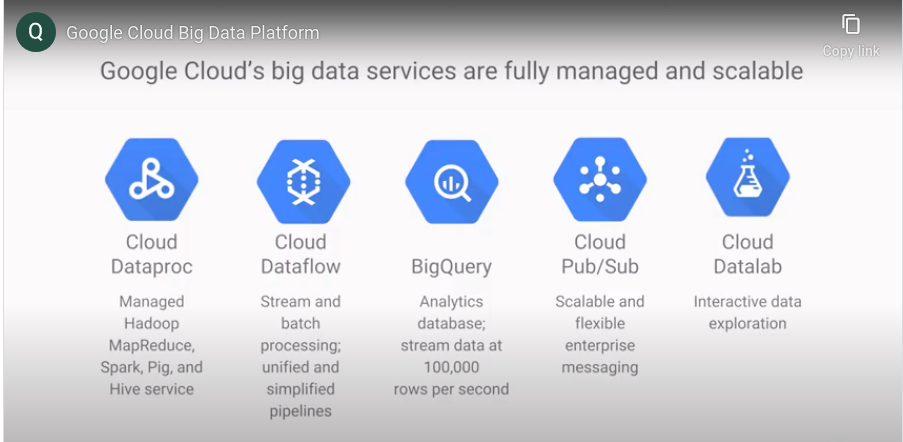 Q
Google Cloud Big Data Platform
Copy link
Google Cloud’s big data services are fully managed and scalable
Cloud
Dataproc
Managed
Hadoop
MapReduce,
Spark, Pig, and
Hive service
Cloud
Dataflow
Stream and
batch
processing;
unified and
simplified
pipelines
BigQuery
Analytics
database;
stream data at
100,000
rows per second
Cloud
Pub/Sub
Scalable and
flexible
enterprise
messaging
Cloud
Datalab
Interactive data
exploration